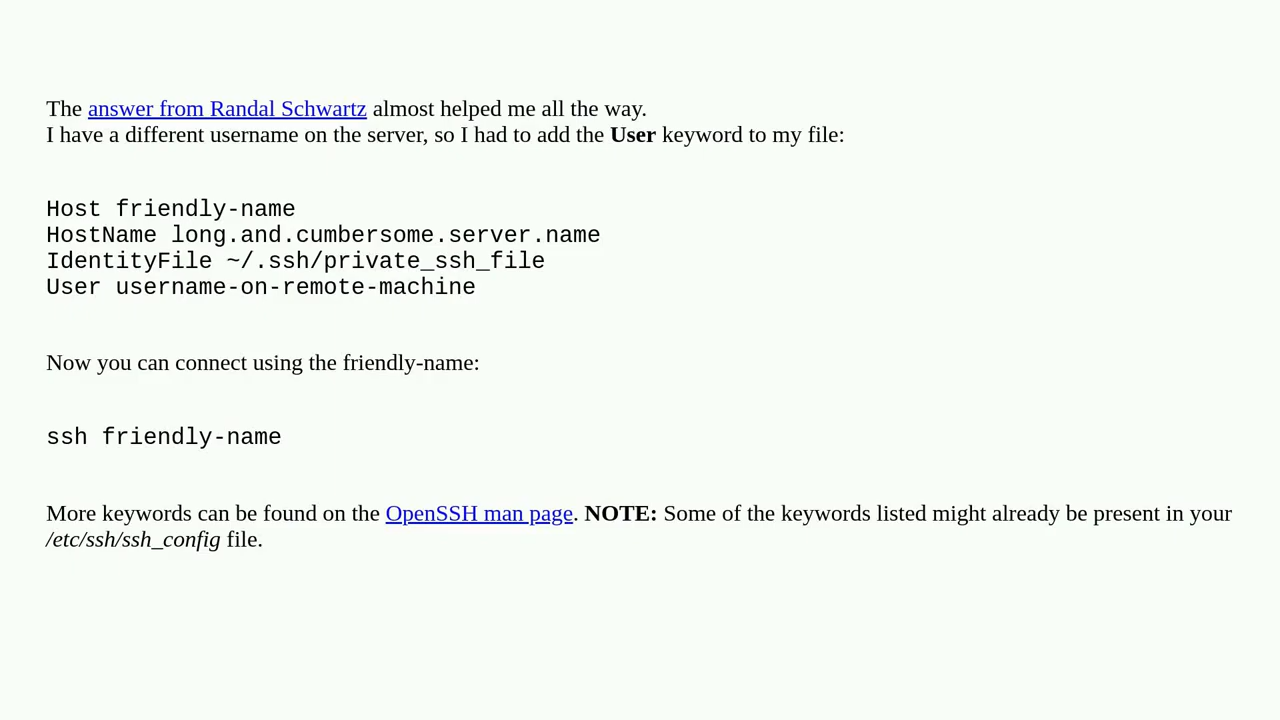 The answer from Randal Schwartz almost helped me all the way.
I have a different username on the server, so I had to add the User keyword to my file:
Host friendly-name
HostName long.and.cumbersome.server.name
IdentityFile ~/.ssh/private_ssh_file
User username-on-remote-machine
Now you can connect using the friendly-name:
ssh friendly-name
More keywords can be found on the OpenSSH man page. NOTE: Some of the keywords listed might already be present in your
/etc/ssh/ssh_config file.